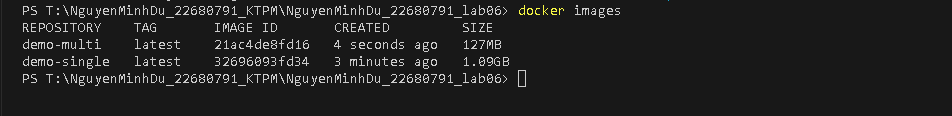 PS T:\NguyenMinhDu_22680791_KTPM\NguyenMinhDu_22680791_lab06> docker images
REPOSITORY    TAG       IMAGE ID       CREATED         SIZE
demo-multi    latest    21ac4de8fd16   4 seconds ago   127MB
demo-single   latest    32696093fd34   3 minutes ago   1.09GB
PS T:\NguyenMinhDu_22680791_KTPM\NguyenMinhDu_22680791_lab06>